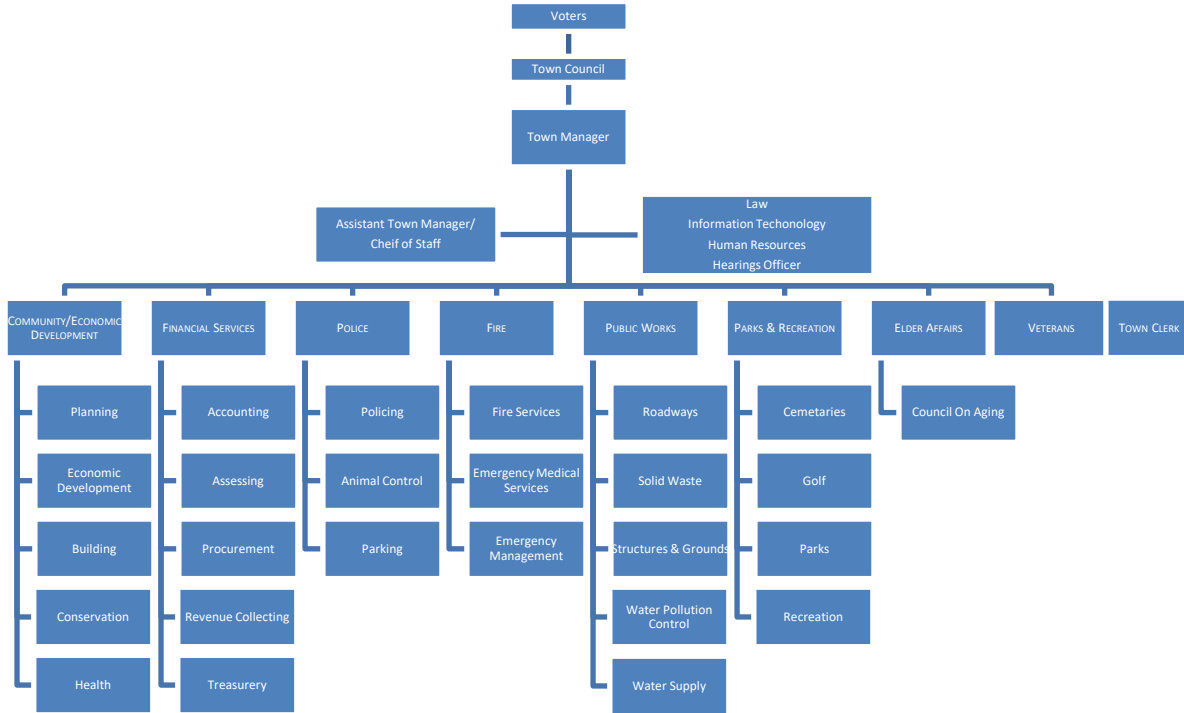 Voters
Town Council
Town Manager
Assistant Town Manager/
Cheif of Staff
Law
Information Techonology
Human Resources
Hearings Officer
COMMUNITY/ECONOMIC
DEVELOPMENT
FINANCIAL SERVICES
POLICE
FIRE
PUBLIC WORKS
PARKS & RECREATION
ELDER AFFAIRS
VETERANS
TOWN CLERK
Planning
Accounting
Policing
Fire Services
Roadways
Cemetaries
Council On Aging
Economic
Development
Assessing
Animal Control
Emergency Medical
Services
Solid Waste
Golf
Building
Procurement
Parking
Emergency
Management
Structures & Grounds
Parks
Conservation
Revenue Collecting
Water Pollution
Control
Recreation
Health
Treasurery
Water Supply